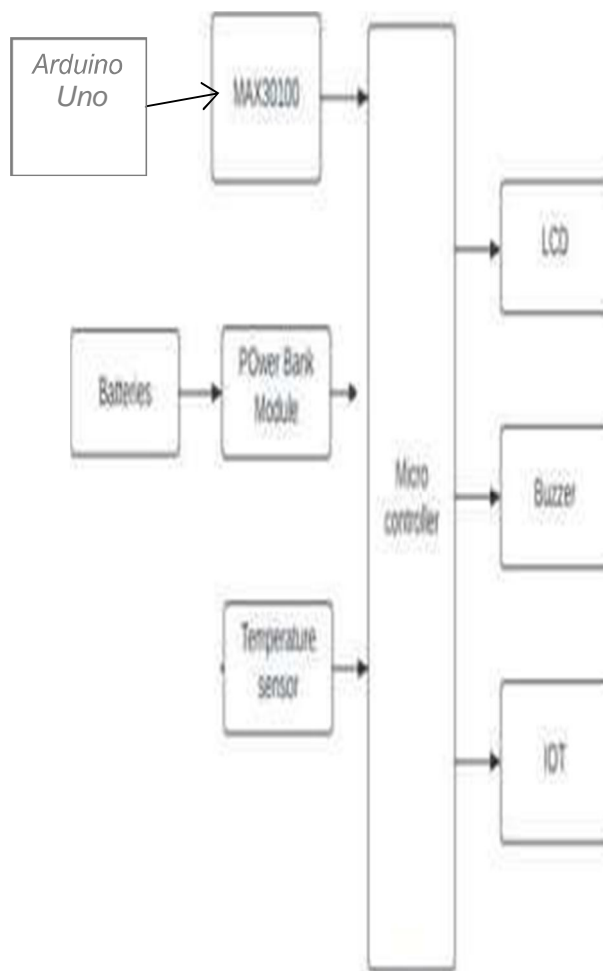 Arduino
Uno
MAX30100
LCD
Batteries
POwer Bank
Module
Micro
controller
Buzzer
Temperature
sensor
IOT